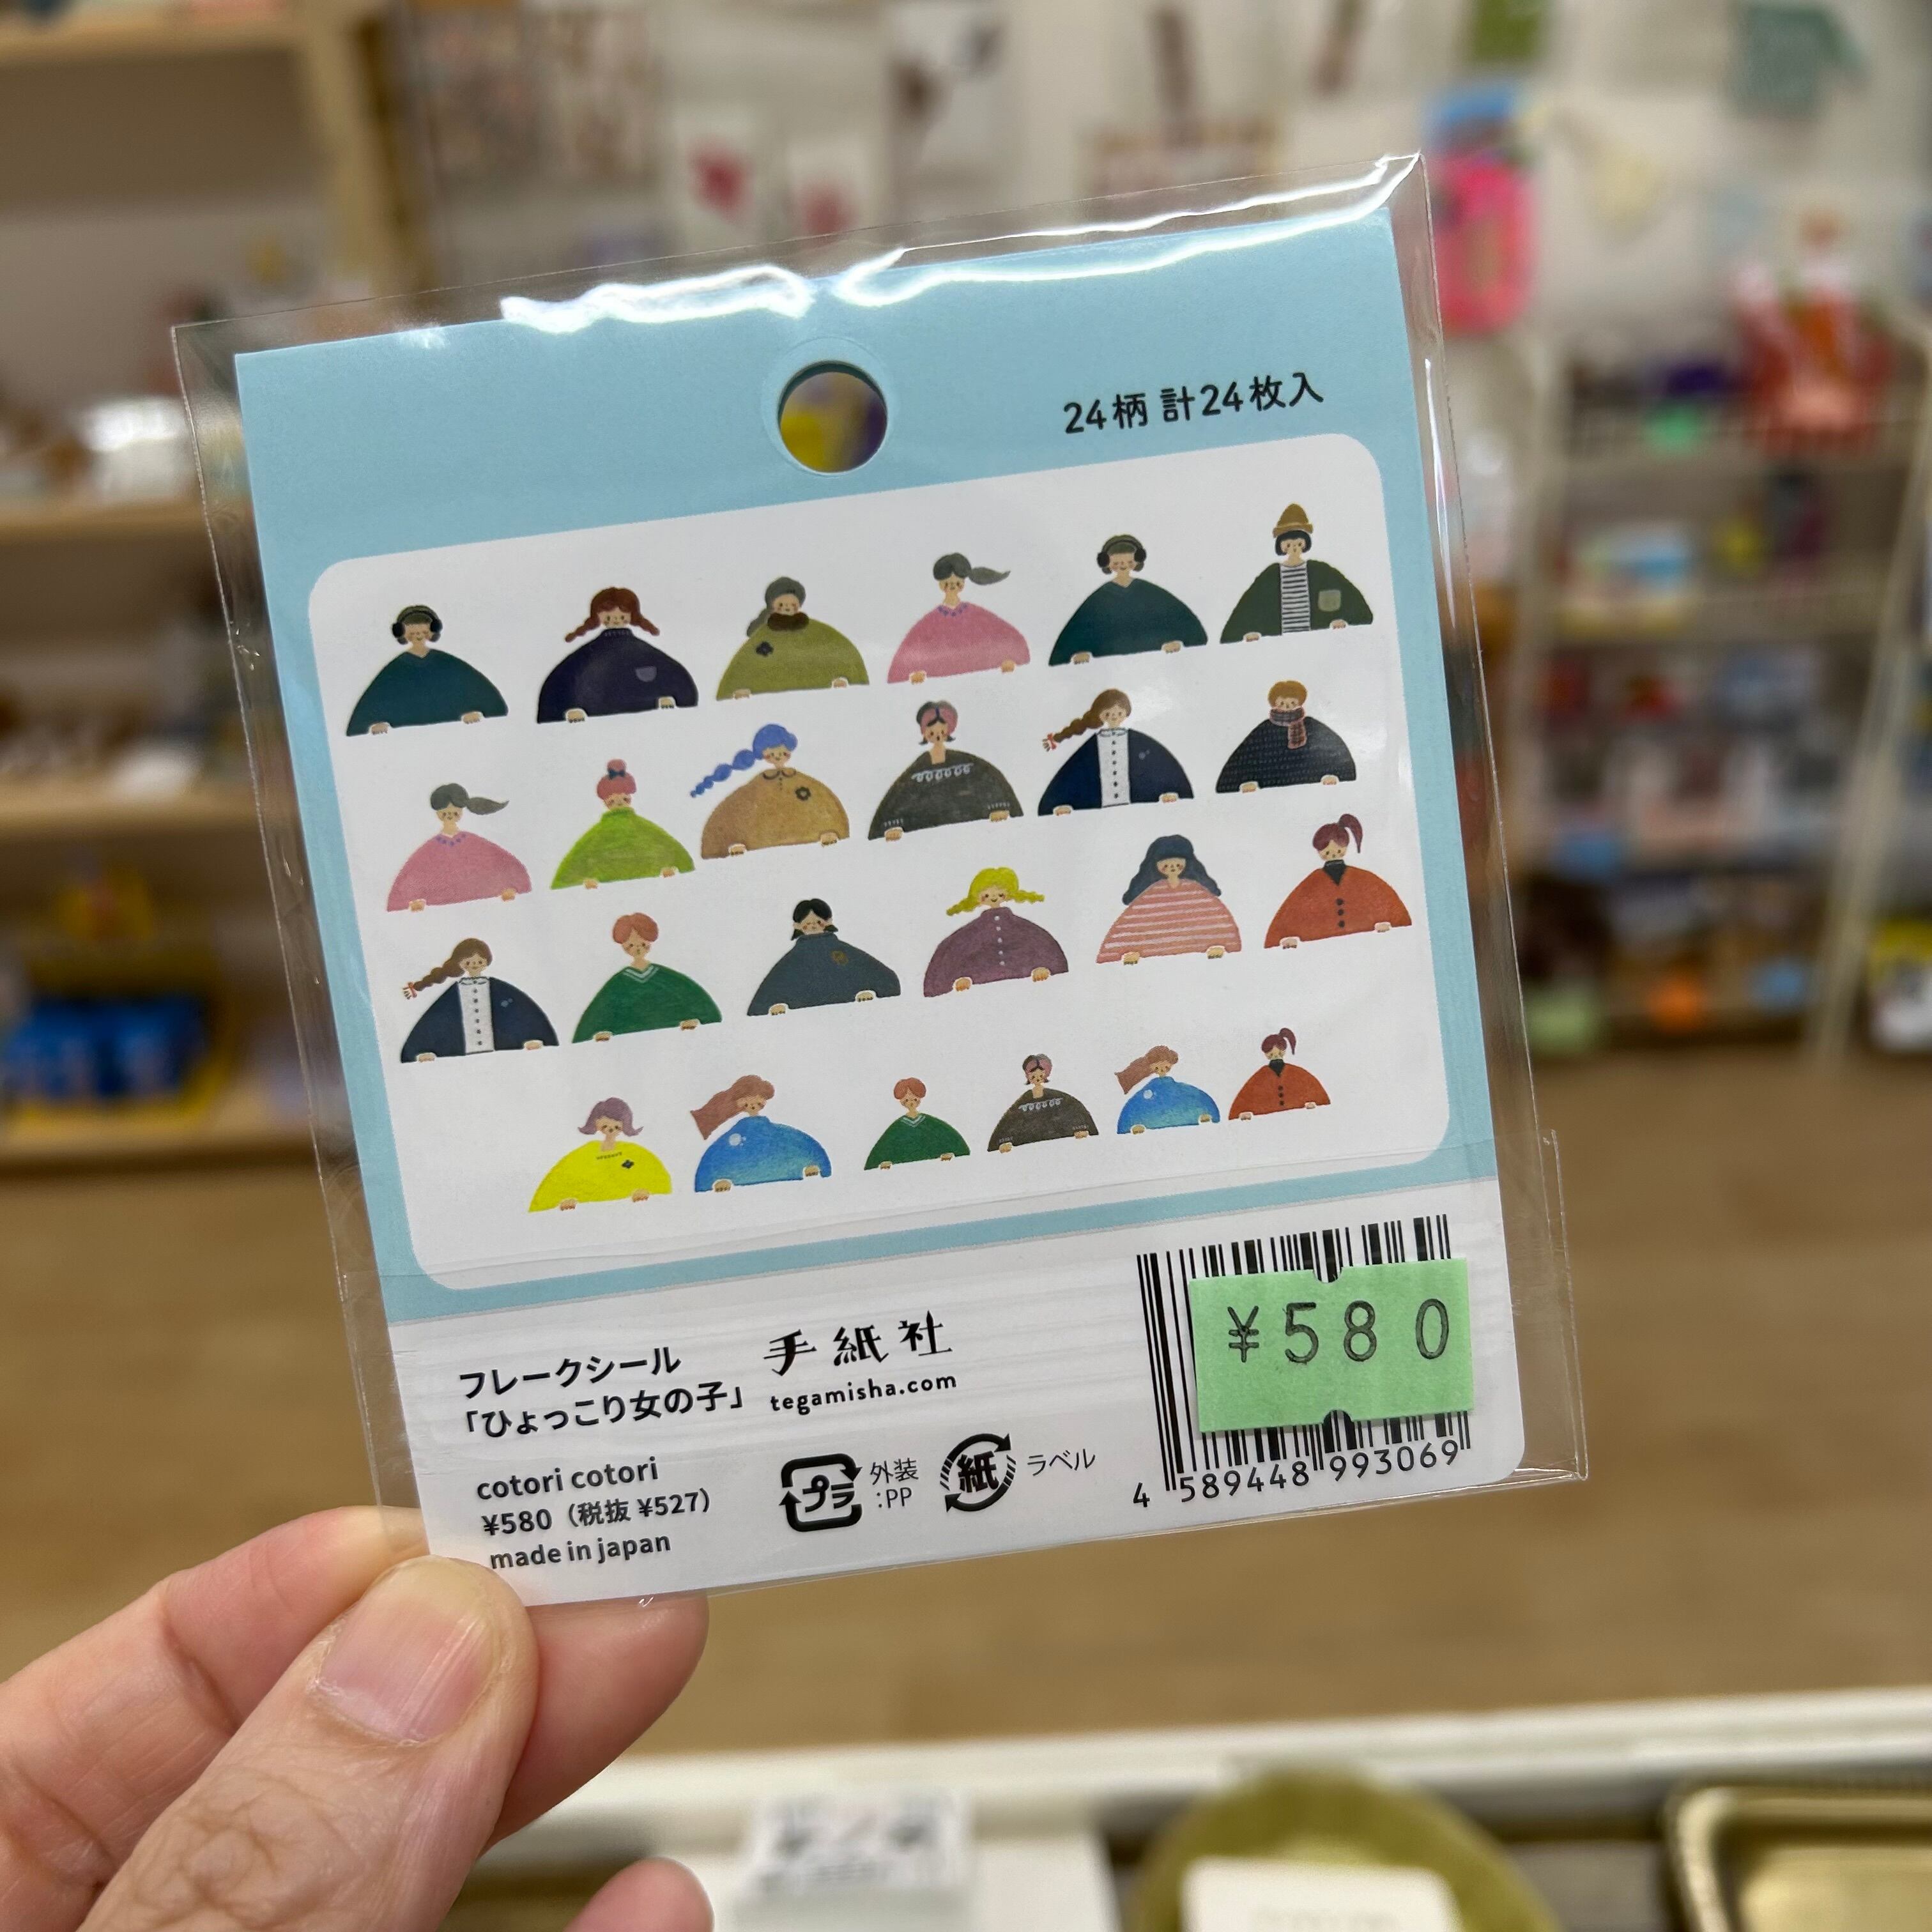 24柄 計24枚入
フレークシール
「ひょっこり女の子」
手紙社
tegamisha.com
cotori cotori
¥580（税抜 ¥527）
made in japan
プラ
外装
:PP
紙
ラベル
¥580
4 589448 993069